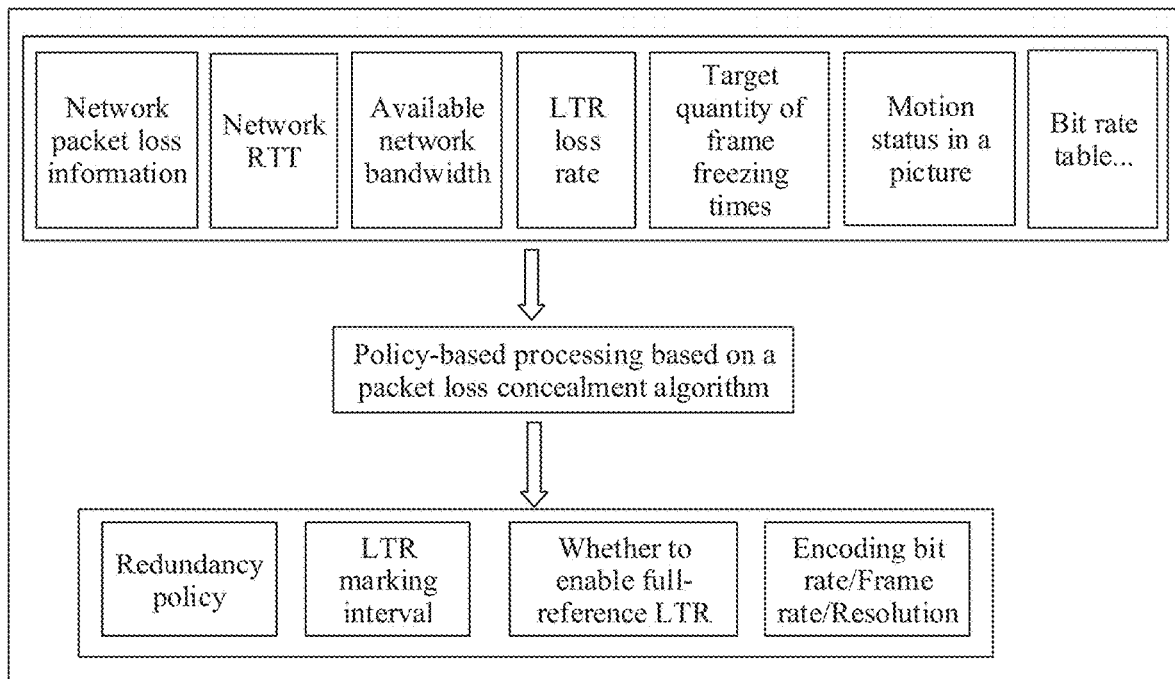 Network
packet loss
information
Network
RTT
Available
network
bandwidth
LTR
loss
rate
Target
quantity of
frame
freezing
times
Motion
status in a
picture
Bit rate
table...
Policy-based processing based on a
packet loss concealment algorithm
Redundancy
policy
LTR
marking
interval
Whether to
enable full-
reference LTR
Encoding bit
rate/Frame
rate/Resolution